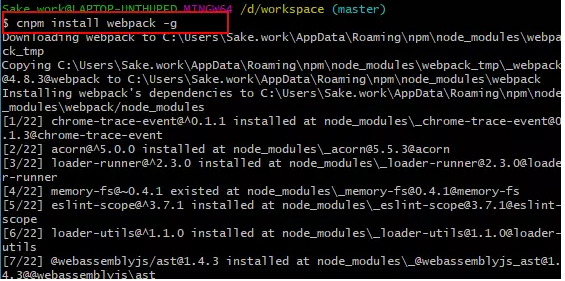 Sake.work@LAPTOP-UNTHUPED MINGW64 /d/workspace (master)
$ cnpm install webpack -g
Downloading webpack to C:\Users\Sake.work\AppData\Roaming\npm\node_modules\webpa
ck_tmp
Copying C:\Users\Sake.work\AppData\Roaming\npm\node_modules\webpack_tmp\_webpack
@4.8.3@webpack to C:\Users\Sake.work\AppData\Roaming\npm\node_modules\webpack
Installing webpack's dependencies to C:\Users\Sake.work\AppData\Roaming\npm\node
_modules\webpack/node_modules
[1/22] chrome-trace-event@^0.1.1 installed at node_modules\_chrome-trace-event@0
.1.3@chrome-trace-event
[2/22] acorn@^5.0.0 installed at node_modules\_acorn@5.5.3@acorn
[3/22] loader-runner@^2.3.0 installed at node_modules\_loader-runner@2.3.0@loade
r-runner
[4/22] memory-fs@~0.4.1 existed at node_modules\_memory-fs@0.4.1@memory-fs
[5/22] eslint-scope@^3.7.1 installed at node_modules\_eslint-scope@3.7.1@eslint-
scope
[6/22] loader-utils@^1.1.0 installed at node_modules\_loader-utils@1.1.0@loader-
utils
[7/22] @webassemblyjs/ast@1.4.3 installed at node_modules\_@webassemblyjs_ast@1.
4.3@@webassemblyjs\ast